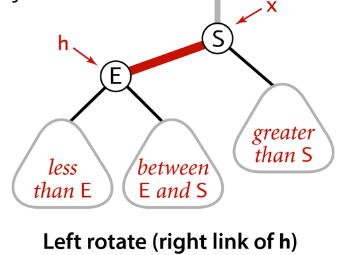 x
h
S
E
greater
than S
less
than E
between
E and S
Left rotate (right link of h)